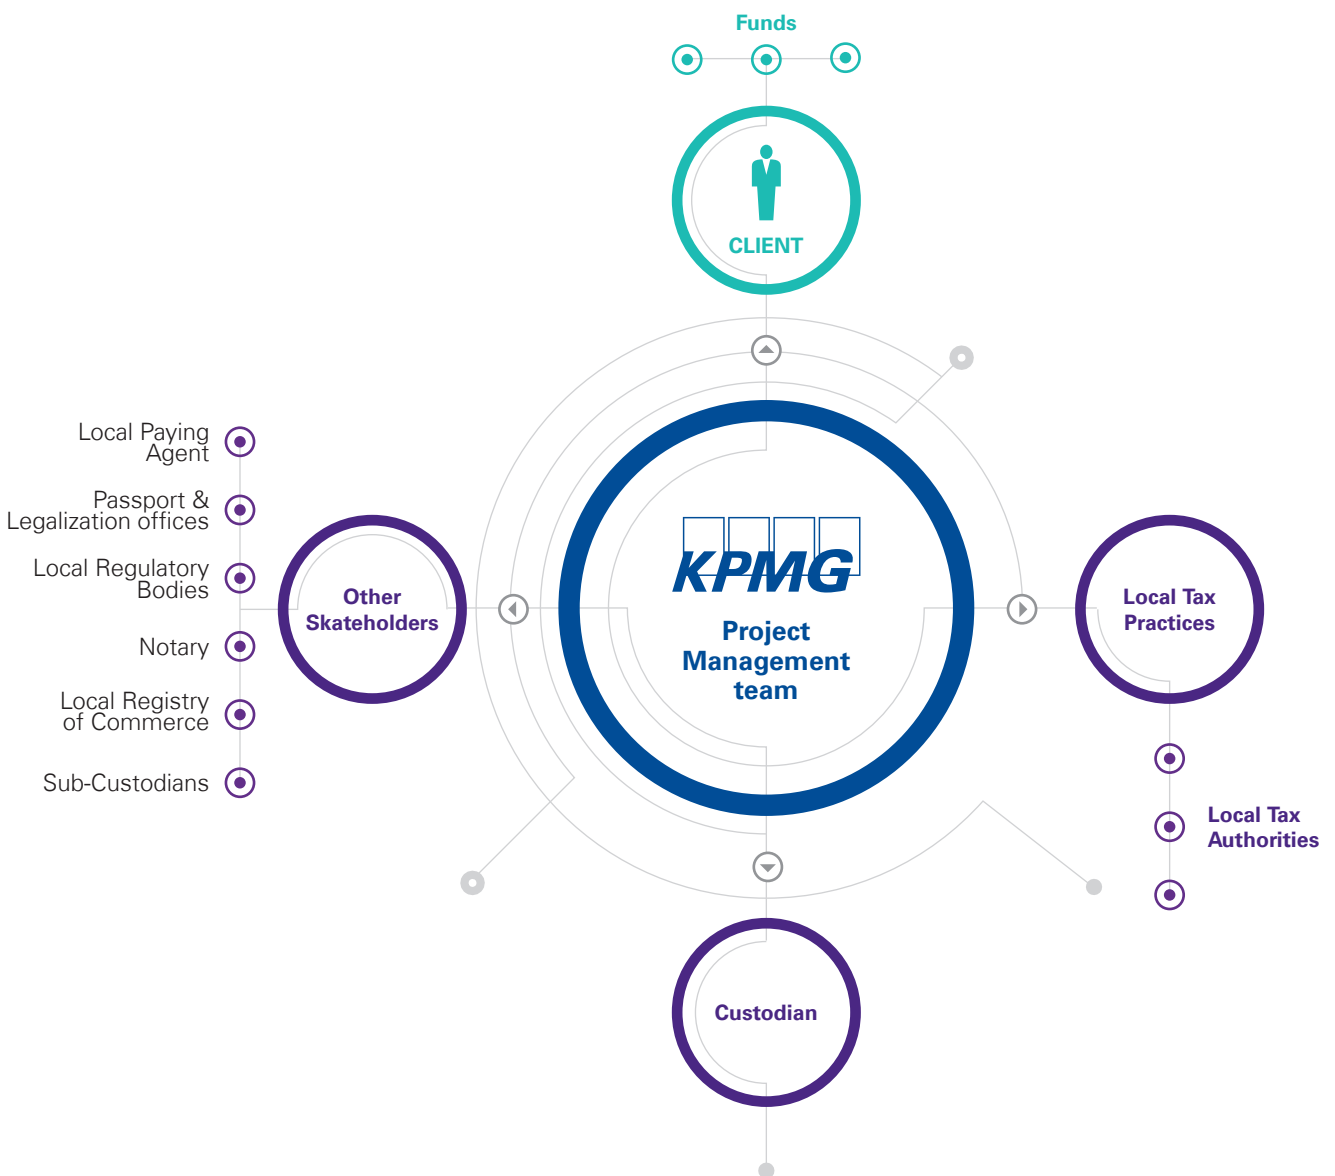 Funds
CLIENT
Local Paying
Agent
Passport &
Legalization offices
Local Regulatory
Bodies
Notary
Local Registry
of Commerce
Sub-Custodians
Other
Skateholders
KPMG
Project
Management
team
Local Tax
Practices
Local Tax
Authorities
Custodian